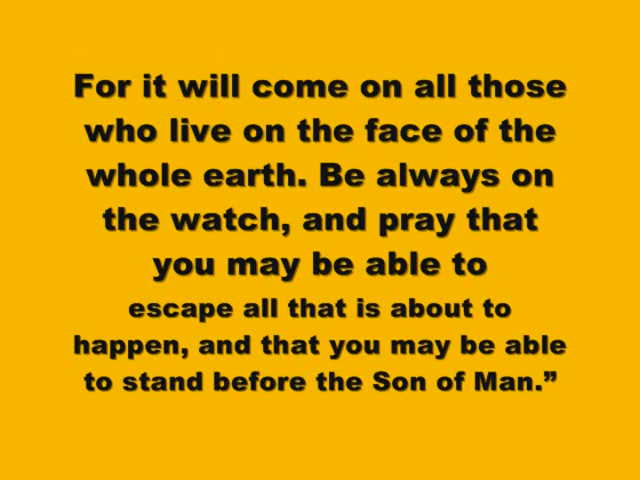 For it will come on all those
who live on the face of the
whole earth. Be always on
the watch, and pray that
you may be able to
escape all that is about to
happen, and that you may be able
to stand before the Son of Man.”